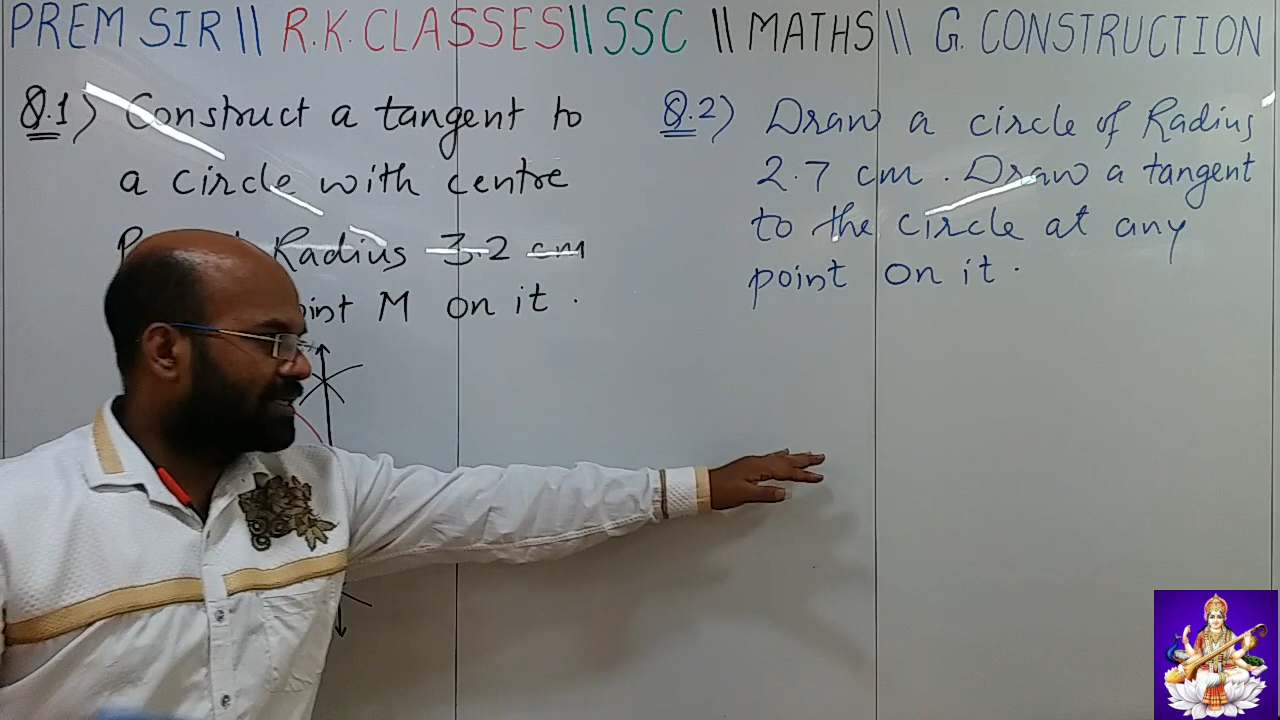 PREM SIR || R.K. CLASSES || SSC || MATHS || G. CONSTRUCTION
Q.1) Construct a tangent to
a circle with centre
Radius 3.2 cm
M on it.
Q.2) Draw a circle of Radius
2.7 cm. Draw a tangent
to the circle at any
point on it.